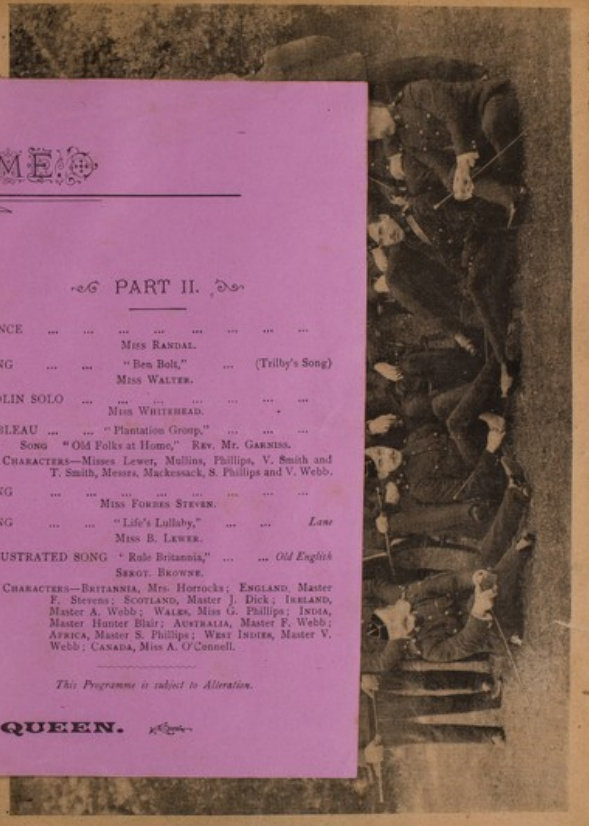 ME.
PART II.
NCE ... ... ... ... ... ... ... ...
MISS RANDAL.
NG ... ... "Ben Bolt," ... (Trilby's Song)
MISS WALTER.
OLIN SOLO ... ... ... ... ... ... ...
MISS WHITEHEAD.
BLEAU ... ... "Plantation Group," ... ... ...
SONG "Old Folks at Home," REV. MR. GARNISS.
CHARACTERS—Misses Lewer, Mullins, Phillips, V. Smith and
T. Smith, Messrs. Mackessack, S. Phillips and V. Webb.
NG ... ... ... ... ... ... ... ...
MISS FORBES STEVEN.
NG ... ... "Life's Lullaby," ... ... Lane
MISS B. LEWER.
USTRATED SONG "Rule Britannia," ... ... Old English
SERGT. BROWNE.
CHARACTERS—BRITANNIA, Mrs. Horrocks; ENGLAND, Master
F. Stevens; SCOTLAND, Master J. Dick; IRELAND,
Master A. Webb; WALES, Miss G. Phillips; INDIA,
Master Hunter Blair; AUSTRALIA, Master F. Webb;
AFRICA, Master S. Phillips; WEST INDIES, Master V.
Webb; CANADA, Miss A. O'Connell.
This Programme is subject to Alteration.
QUEEN.